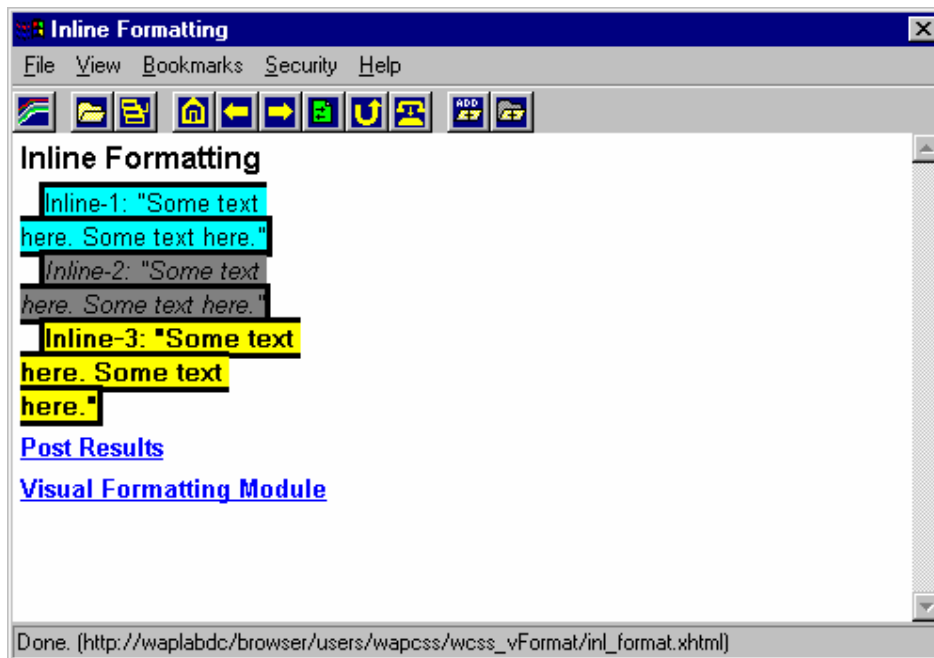 Inline Formatting
File View Bookmarks Security Help
ADD
Inline Formatting
Inline-1: "Some text
here. Some text here."
Inline-2: "Some text
here. Some text here."
Inline-3: "Some text
here. Some text
here."
Post Results
Visual Formatting Module
Done. (http://waplabdc/browser/users/wapcss/wcss_vFormat/inl_format.xhtml)